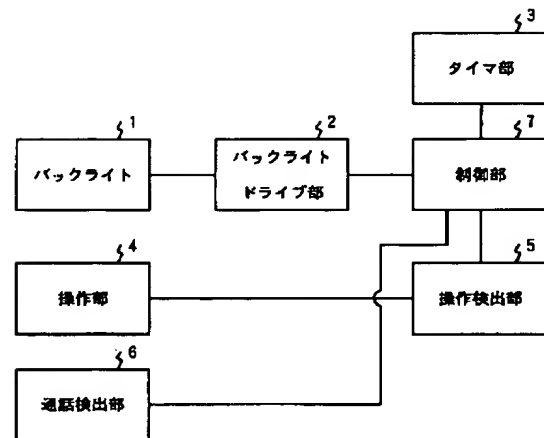 3
タイマ部
1
バックライト
2
バックライト
ドライブ部
7
制御部
4
操作部
5
操作検出部
6
通話検出部